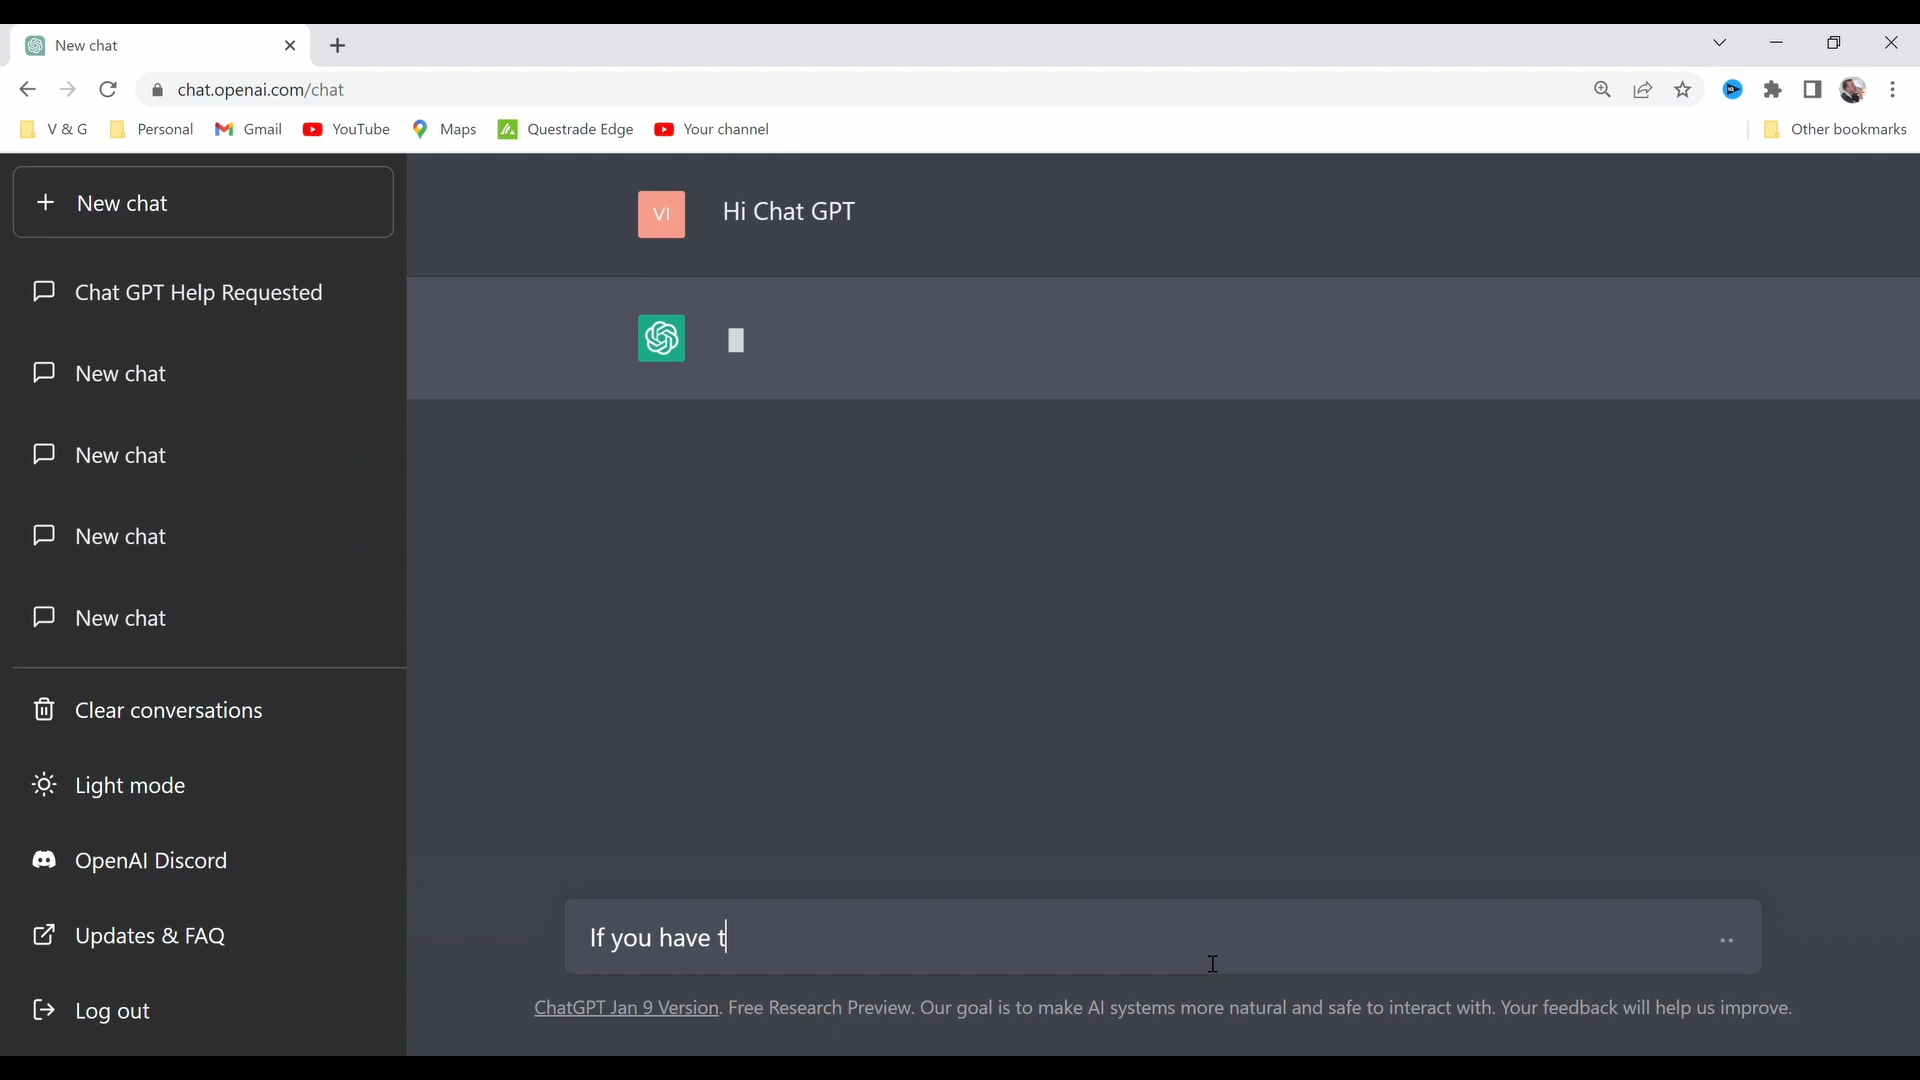 New chat
chat.openai.com/chat
V & G
Personal
Gmail
YouTube
Maps
Questrade Edge
Your channel
Other bookmarks
New chat
Chat GPT Help Requested
New chat
New chat
New chat
New chat
Clear conversations
Light mode
OpenAI Discord
Updates & FAQ
Log out
VI
Hi Chat GPT
If you have t
ChatGPT Jan 9 Version. Free Research Preview. Our goal is to make AI systems more natural and safe to interact with. Your feedback will help us improve.